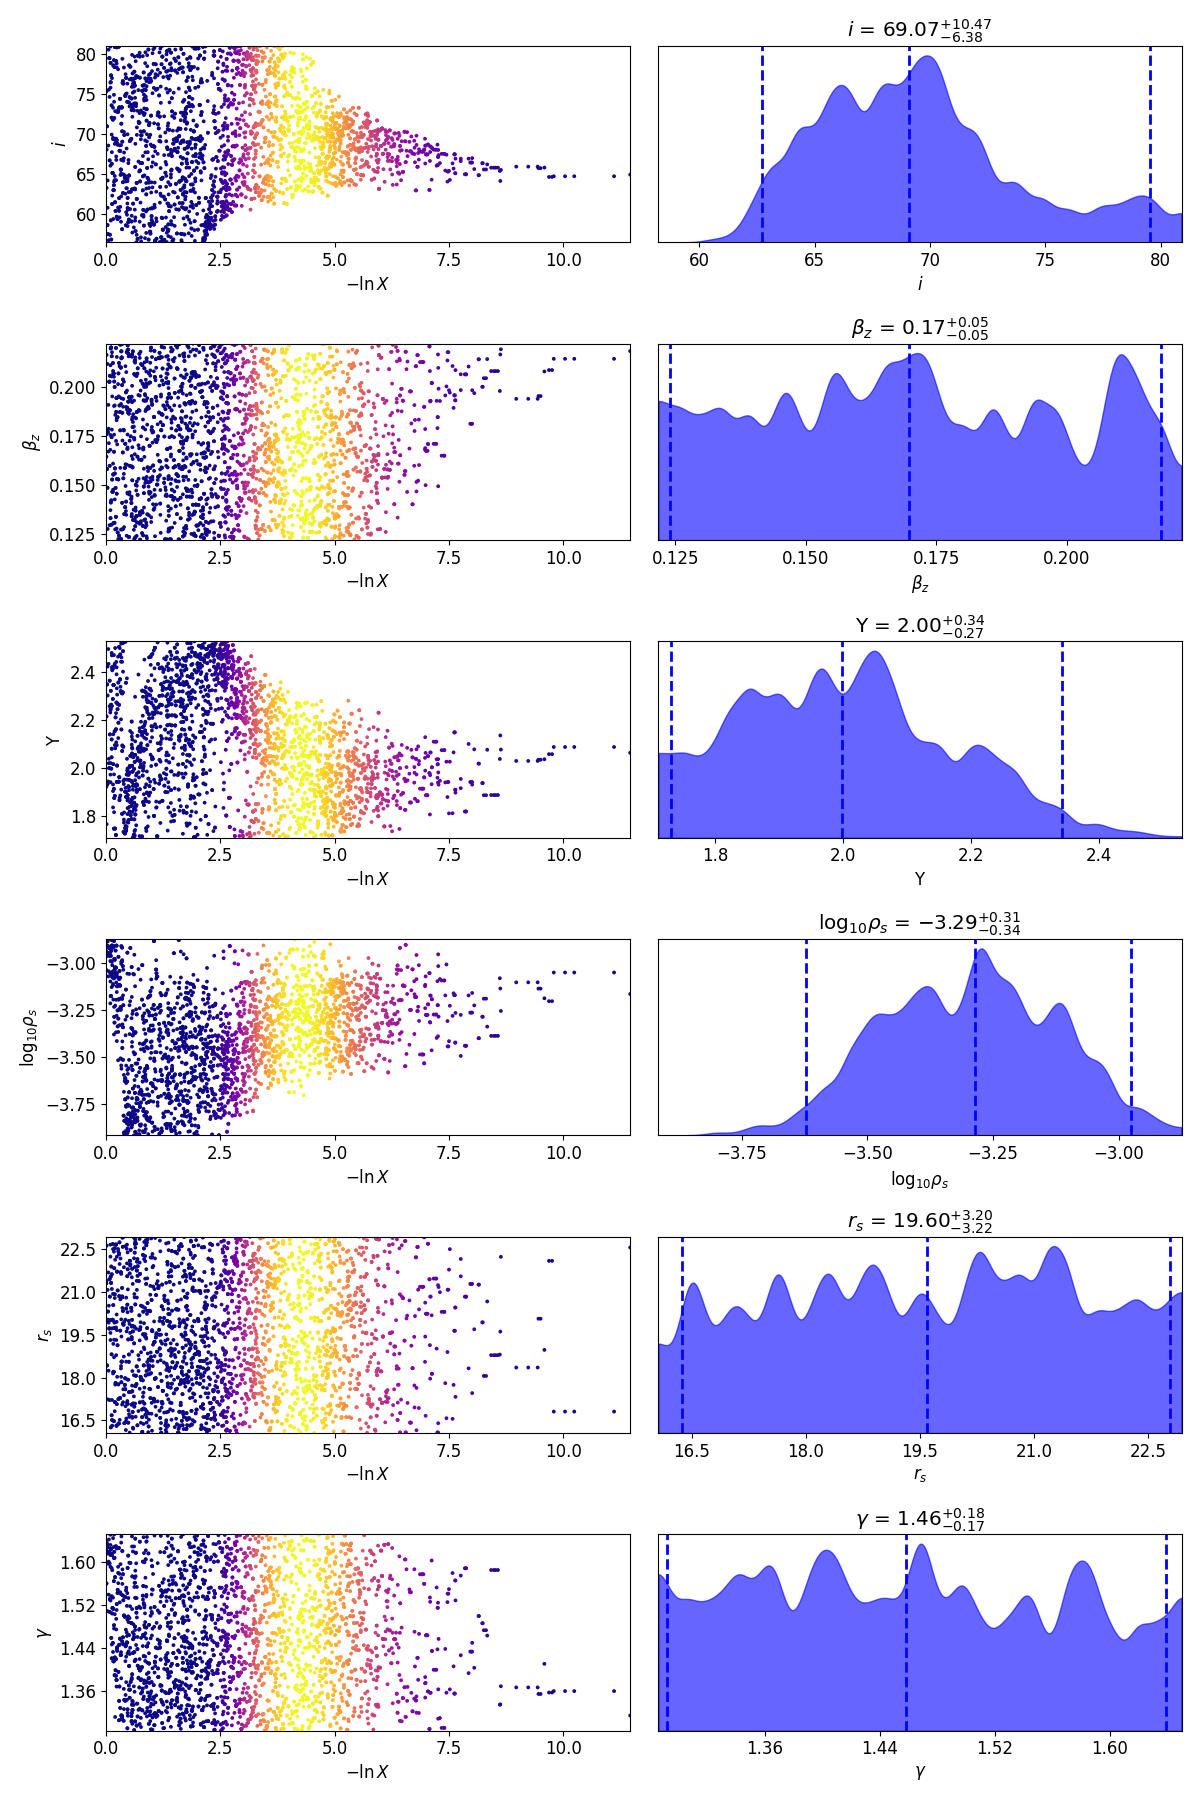 i = 69.07+10.47 −6.38
80
75
70
65
60
i
0.0 2.5 5.0 7.5 10.0
−ln X
60 65 70 75 80
i
βz = 0.17+0.05 −0.05
0.200
0.175
0.150
0.125
βz
0.0 2.5 5.0 7.5 10.0
−ln X
0.125 0.150 0.175 0.200
βz
Y = 2.00+0.34 −0.27
2.4
2.2
2.0
1.8
Y
0.0 2.5 5.0 7.5 10.0
−ln X
1.8 2.0 2.2 2.4
Y
log10ρs = −3.29+0.31 −0.34
−3.00
−3.25
−3.50
−3.75
log10ρs
0.0 2.5 5.0 7.5 10.0
−ln X
−3.75 −3.50 −3.25 −3.00
log10ρs
rs = 19.60+3.20 −3.22
22.5
21.0
19.5
18.0
16.5
rs
0.0 2.5 5.0 7.5 10.0
−ln X
16.5 18.0 19.5 21.0 22.5
rs
γ = 1.46+0.18 −0.17
1.60
1.52
1.44
1.36
γ
0.0 2.5 5.0 7.5 10.0
−ln X
1.36 1.44 1.52 1.60
γ